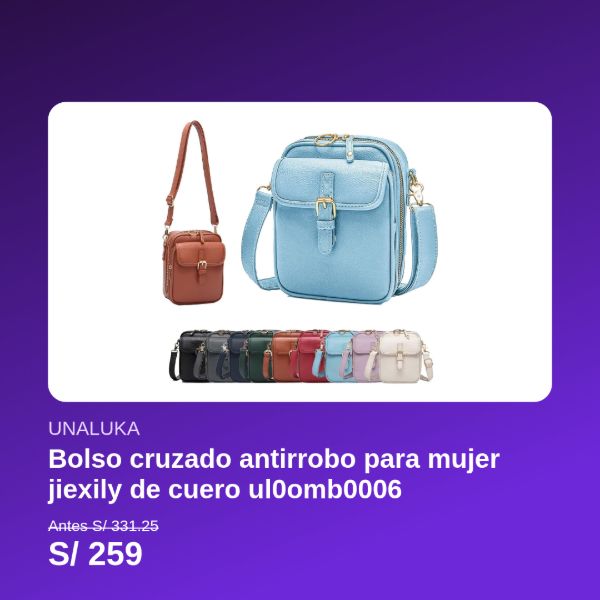 UNALUKA
Bolso cruzado antirrobo para mujer
jiexily de cuero ul0omb0006
Antes S/ 331.25
S/ 259